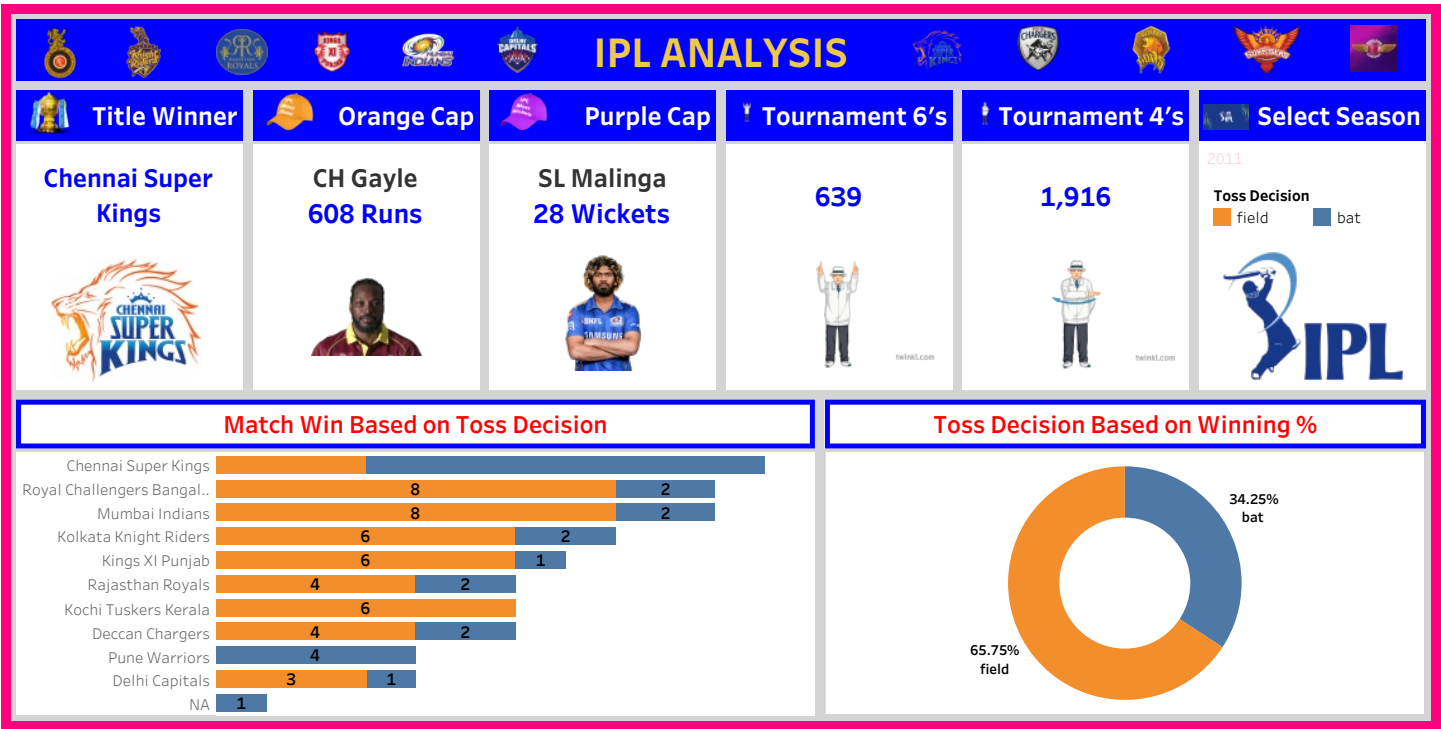 IPL ANALYSIS
Title Winner
Orange Cap
Purple Cap
Tournament 6’s
Tournament 4’s
Select Season
Chennai Super
Kings
CHENNAI
SUPER
KINGS
CH Gayle
608 Runs
SL Malinga
28 Wickets
SAMSUNG
639
twinkl.com
1,916
twinkl.com
2011
Toss Decision
field
bat
IPL
Match Win Based on Toss Decision
Chennai Super Kings
Royal Challengers Bangal.. 8 2
Mumbai Indians 8 2
Kolkata Knight Riders 6 2
Kings XI Punjab 6 1
Rajasthan Royals 4 2
Kochi Tuskers Kerala 6
Deccan Chargers 4 2
Pune Warriors 4
Delhi Capitals 3 1
NA 1
Toss Decision Based on Winning %
34.25%
bat
65.75%
field